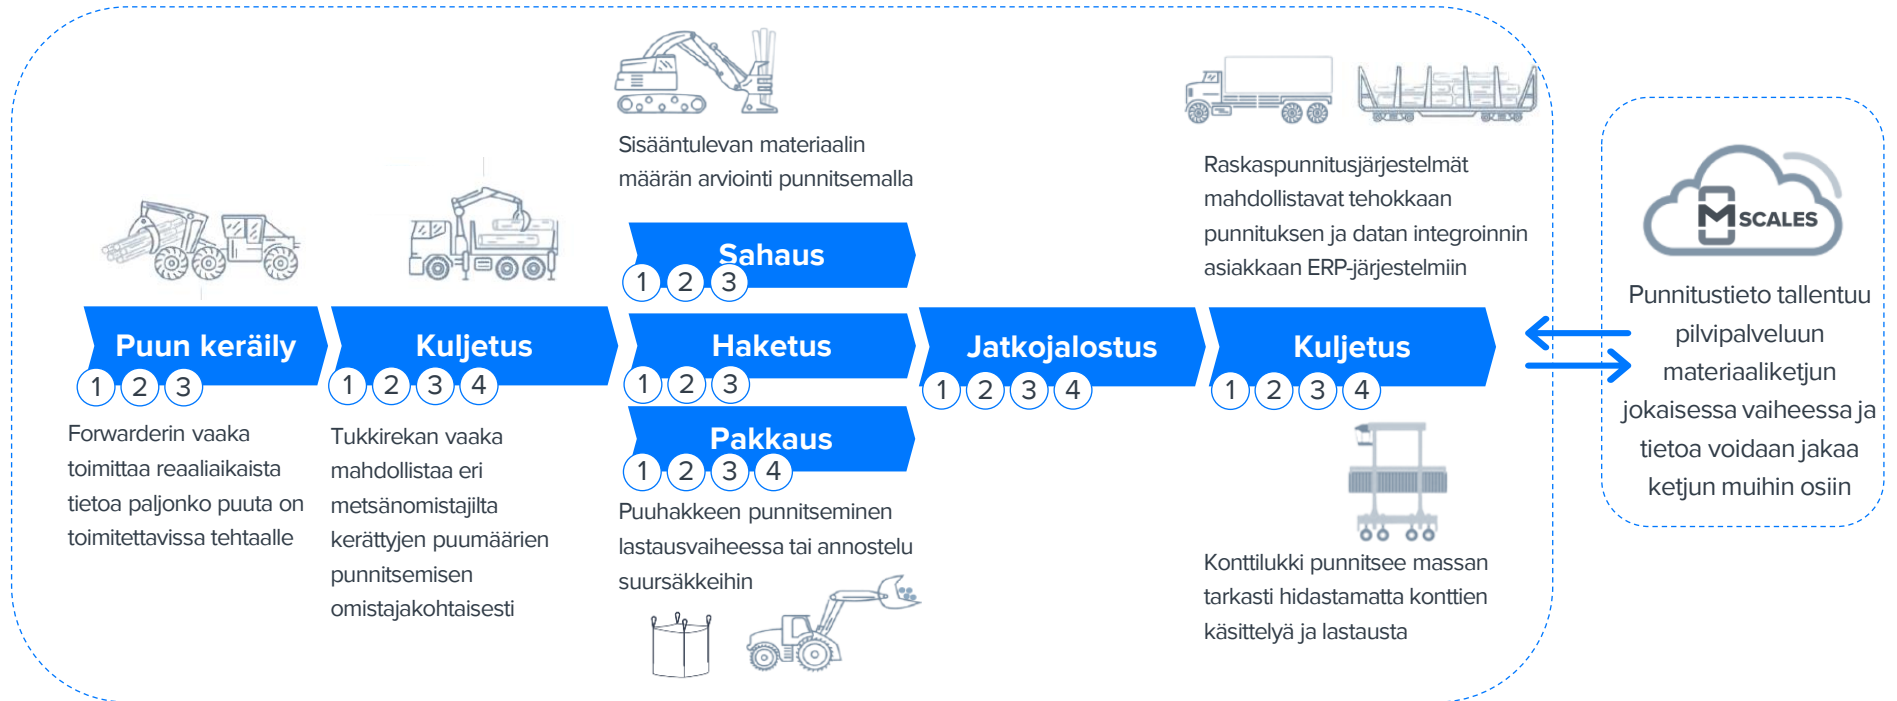 Sisääntulevan materiaalin
määrän arviointi punnitsemalla
Raskaspunnitusjärjestelmät
mahdollistavat tehokkaan
punnituksen ja datan integroinnin
asiakkaan ERP-järjestelmiin
Puun keräily
1 2 3
Forwarderin vaaka
toimittaa reaaliaikaista
tietoa paljonko puuta on
toimitettavissa tehtaalle
Kuljetus
1 2 3 4
Tukkirekan vaaka
mahdollistaa eri
metsänomistajilta
kerättyjen puumäärien
punnitsemisen
omistajakohtaisesti
Sahaus
1 2 3
Haketus
1 2 3
Pakkaus
1 2 3 4
Puuhakkeen punnitseminen
lastausvaiheessa tai annostelu
suursäkkeihin
Jatkojalostus
1 2 3 4
Kuljetus
1 2 3 4
Konttilukki punnitsee massan
tarkasti hidastamatta konttien
käsittelyä ja lastausta
M SCALES
Punnitustieto tallentuu
pilvipalveluun
materiaaliketjun
jokaisessa vaiheessa ja
tietoa voidaan jakaa
ketjun muihin osiin